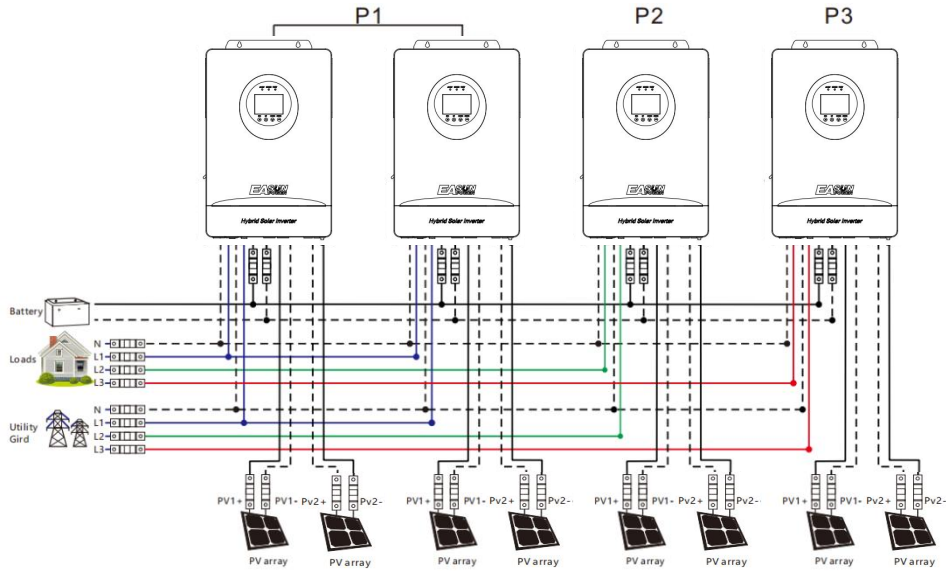 P1 P2 P3
EASUN EASUN EASUN EASUN
Hybrid Solar Inverter Hybrid Solar Inverter Hybrid Solar Inverter Hybrid Solar Inverter
Battery
Loads
N
L1
L2
L3
Utility
Gird
N
L1
L2
L3
PV1+ PV1- Pv2+ Pv2- PV1+ PV1- Pv2+ Pv2- PV1+ PV1- Pv2+ Pv2- PV1+ PV1- Pv2+ Pv2-
PV array PV array PV array PV array PV array PV array PV array PV array